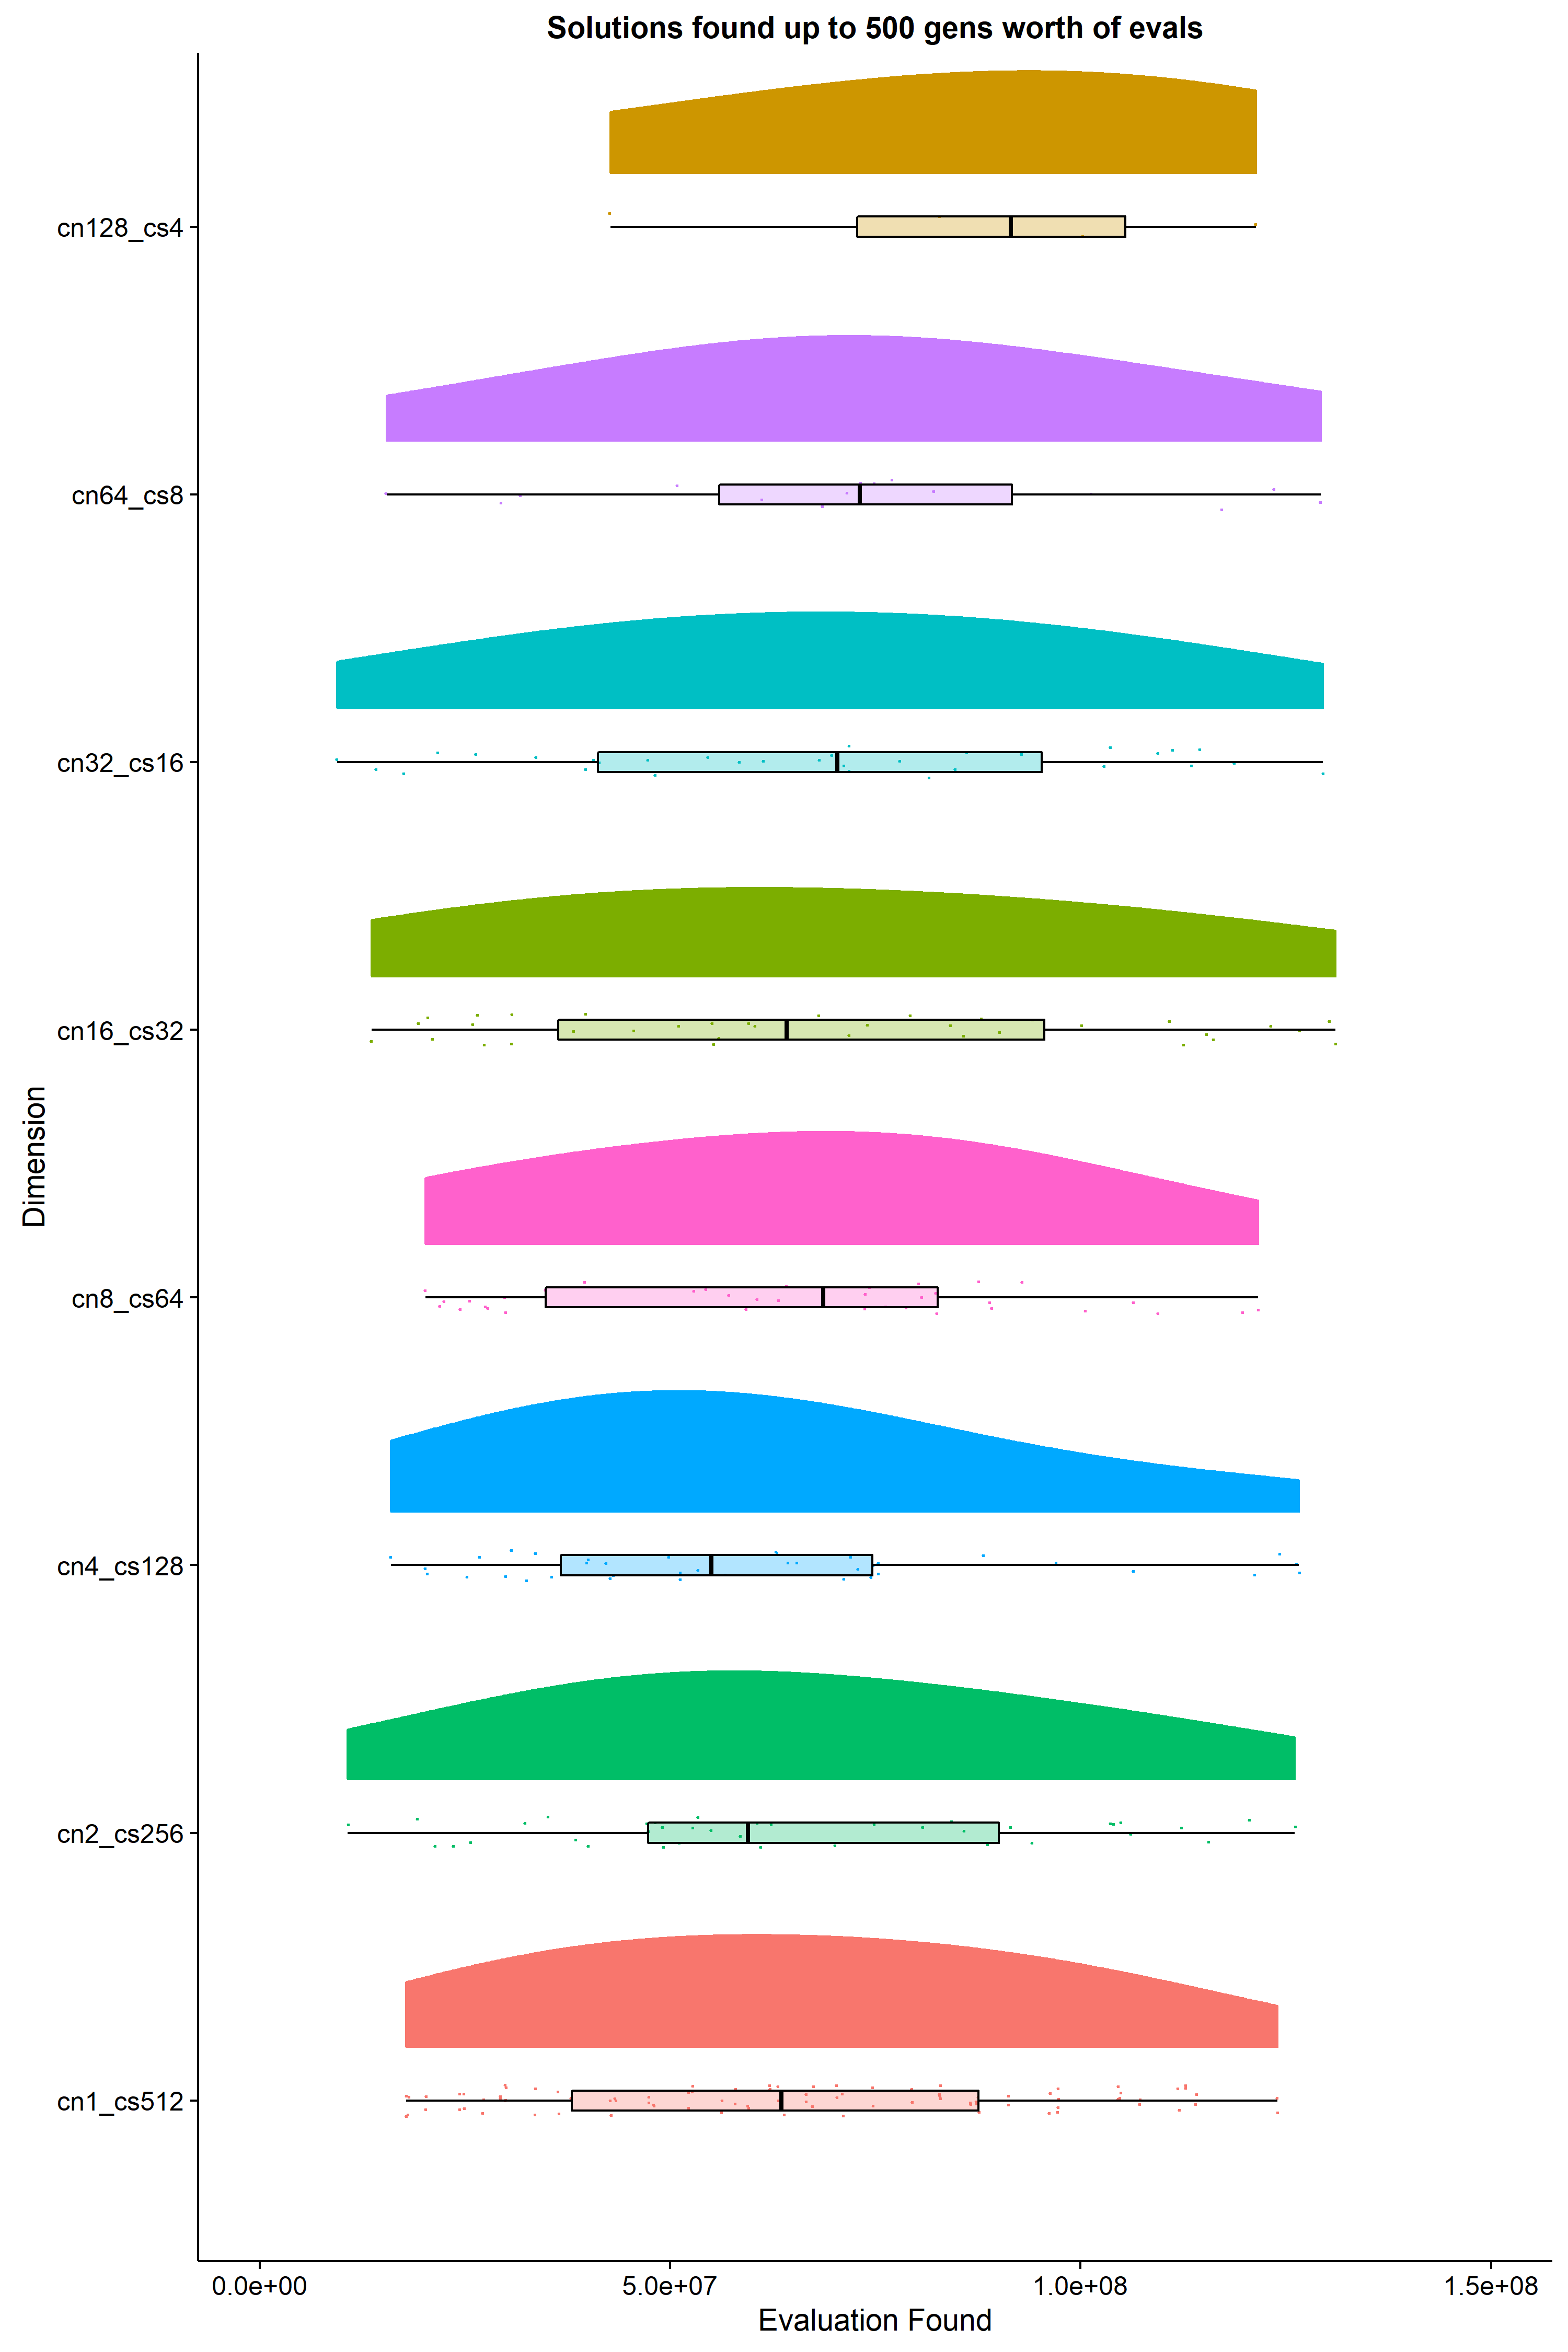 Solutions found up to 500 gens worth of evals
cn128_cs4
cn64_cs8
cn32_cs16
cn16_cs32
Dimension
cn8_cs64
cn4_cs128
cn2_cs256
cn1_cs512
0.0e+00 5.0e+07 1.0e+08 1.5e+08
Evaluation Found